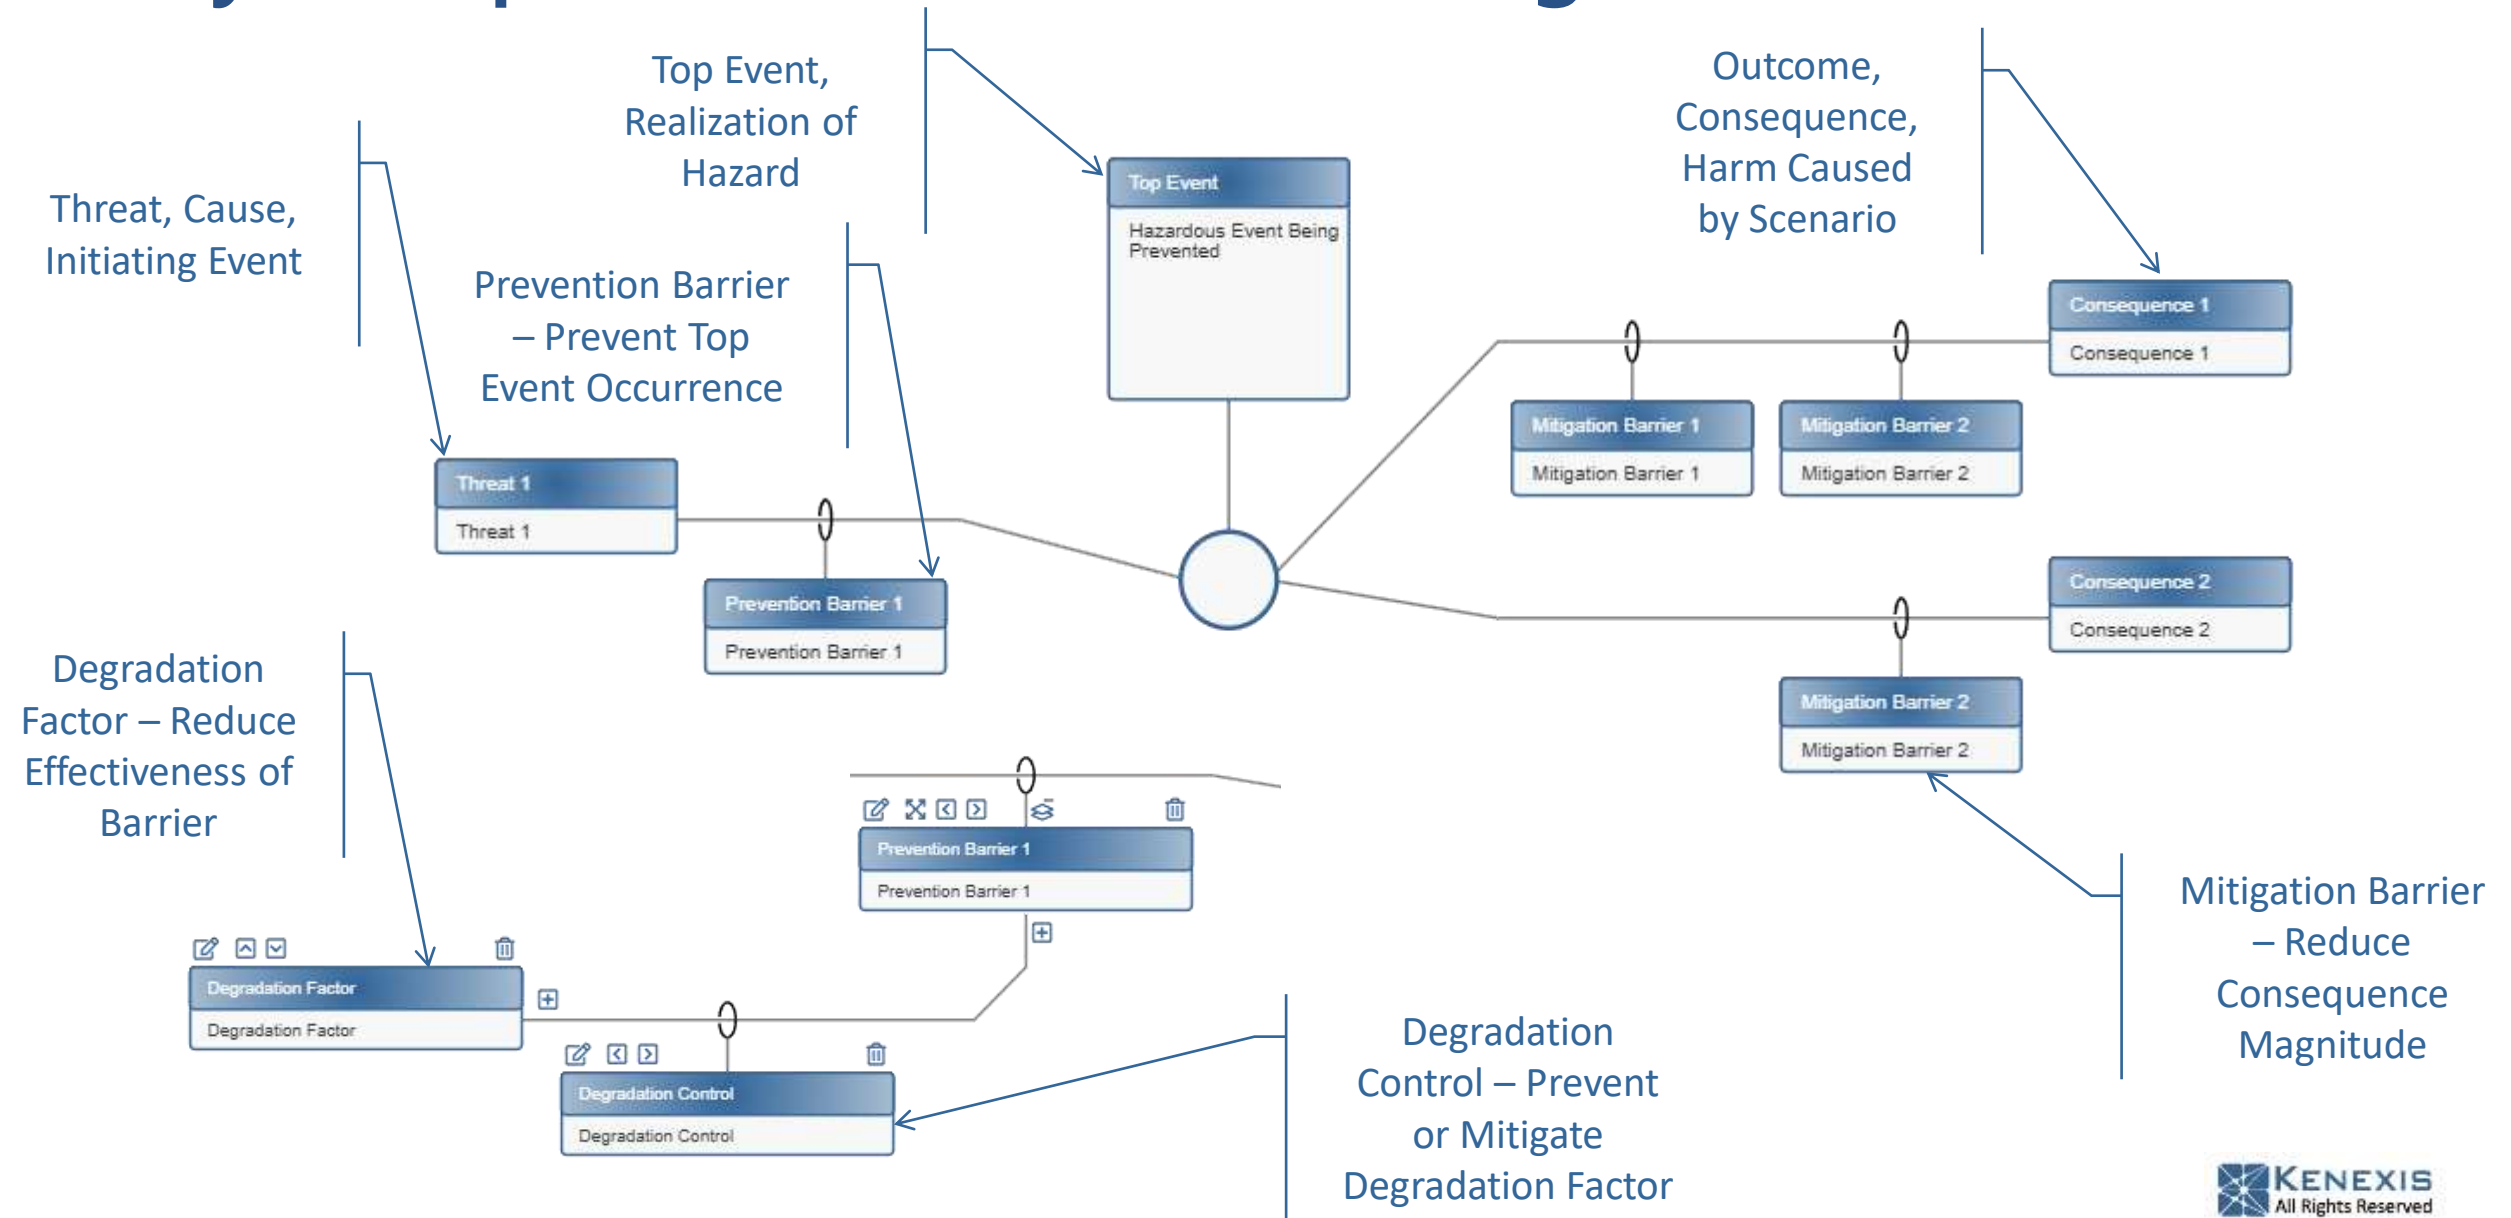 Top Event,
Realization of
Hazard
Outcome,
Consequence,
Harm Caused
by Scenario
Threat, Cause,
Initiating Event
Prevention Barrier
– Prevent Top
Event Occurrence
Top Event
Hazardous Event Being
Prevented
Consequence 1
Consequence 1
Mitigation Barrier 1
Mitigation Barrier 1
Mitigation Barrier 2
Mitigation Barrier 2
Threat 1
Threat 1
Prevention Barrier 1
Prevention Barrier 1
Consequence 2
Consequence 2
Mitigation Barrier 2
Mitigation Barrier 2
Degradation
Factor – Reduce
Effectiveness of
Barrier
Prevention Barrier 1
Prevention Barrier 1
Degradation Factor
Degradation Factor
Degradation Control
Degradation Control
Degradation
Control – Prevent
or Mitigate
Degradation Factor
Mitigation Barrier
– Reduce
Consequence
Magnitude
KENEXIS
All Rights Reserved